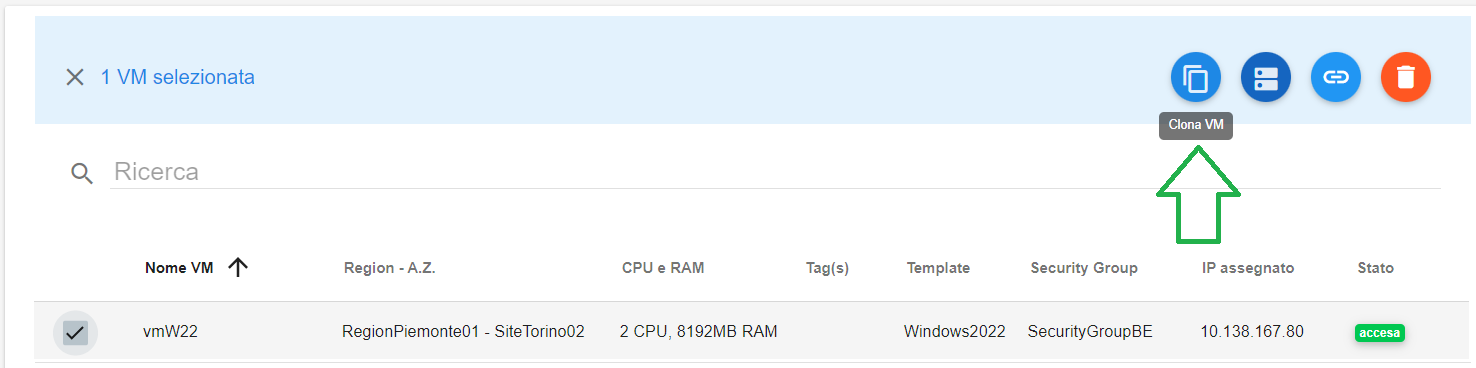 1 VM selezionata
Clona VM
Ricerca
Nome VM Region - A.Z. CPU e RAM Tag(s) Template Security Group IP assegnato Stato
vmW22 RegionPiemonte01 - SiteTorino02 2 CPU, 8192MB RAM Windows2022 SecurityGroupBE 10.138.167.80 accesa